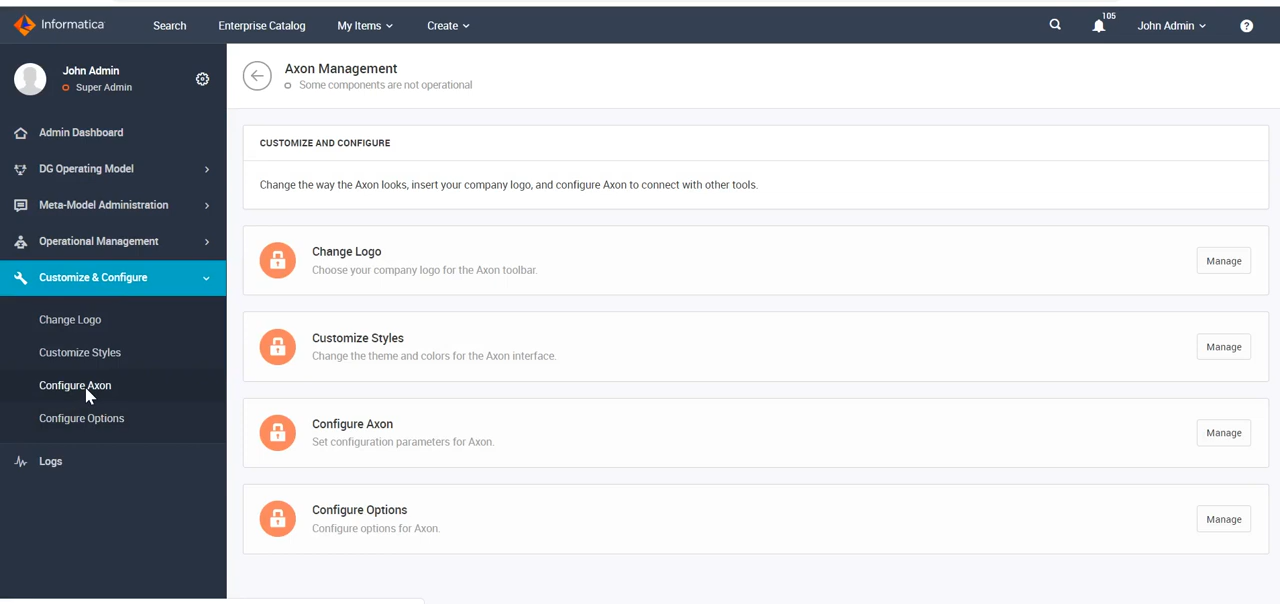 Informatica
Search
Enterprise Catalog
My Items
Create
105
John Admin
?
John Admin
Super Admin
Axon Management
Some components are not operational
Admin Dashboard
DG Operating Model
Meta-Model Administration
Operational Management
Customize & Configure
Change Logo
Customize Styles
Configure Axon
Configure Options
Logs
CUSTOMIZE AND CONFIGURE
Change the way the Axon looks, insert your company logo, and configure Axon to connect with other tools.
Change Logo
Choose your company logo for the Axon toolbar.
Manage
Customize Styles
Change the theme and colors for the Axon interface.
Manage
Configure Axon
Set configuration parameters for Axon.
Manage
Configure Options
Configure options for Axon.
Manage